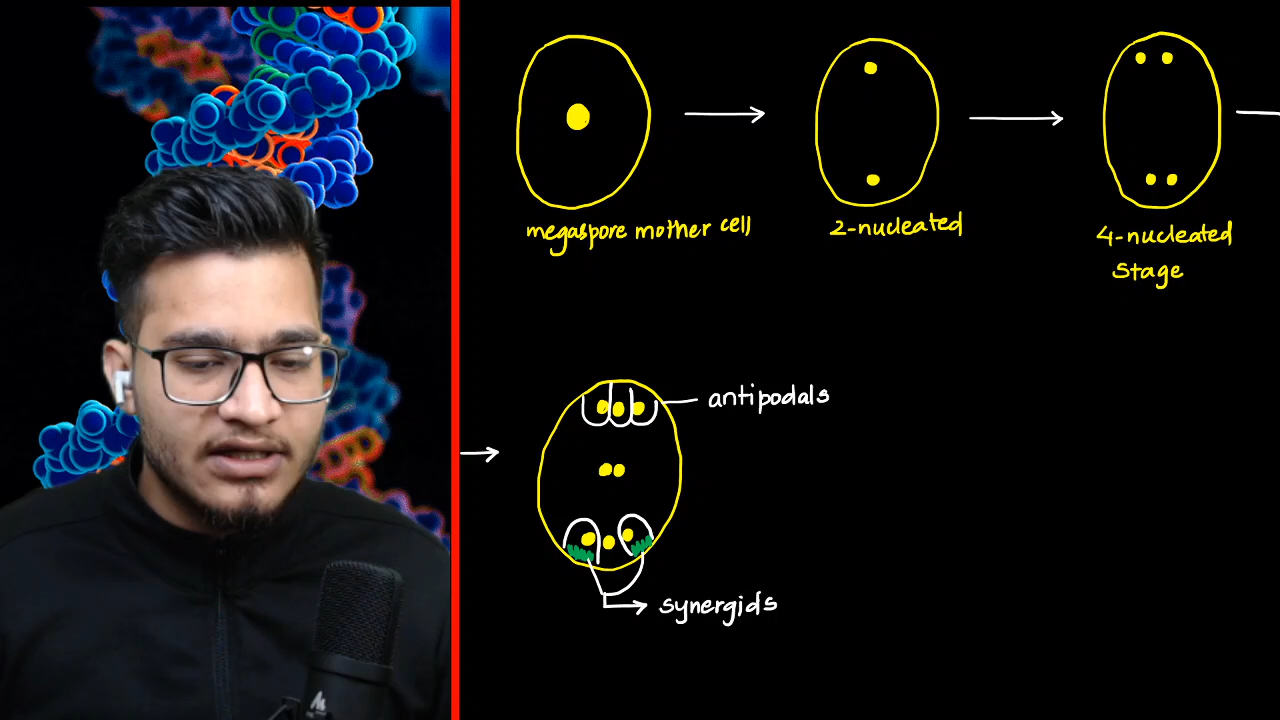 megaspore mother cell
2-nucleated
4-nucleated
Stage
antipodals
synergids